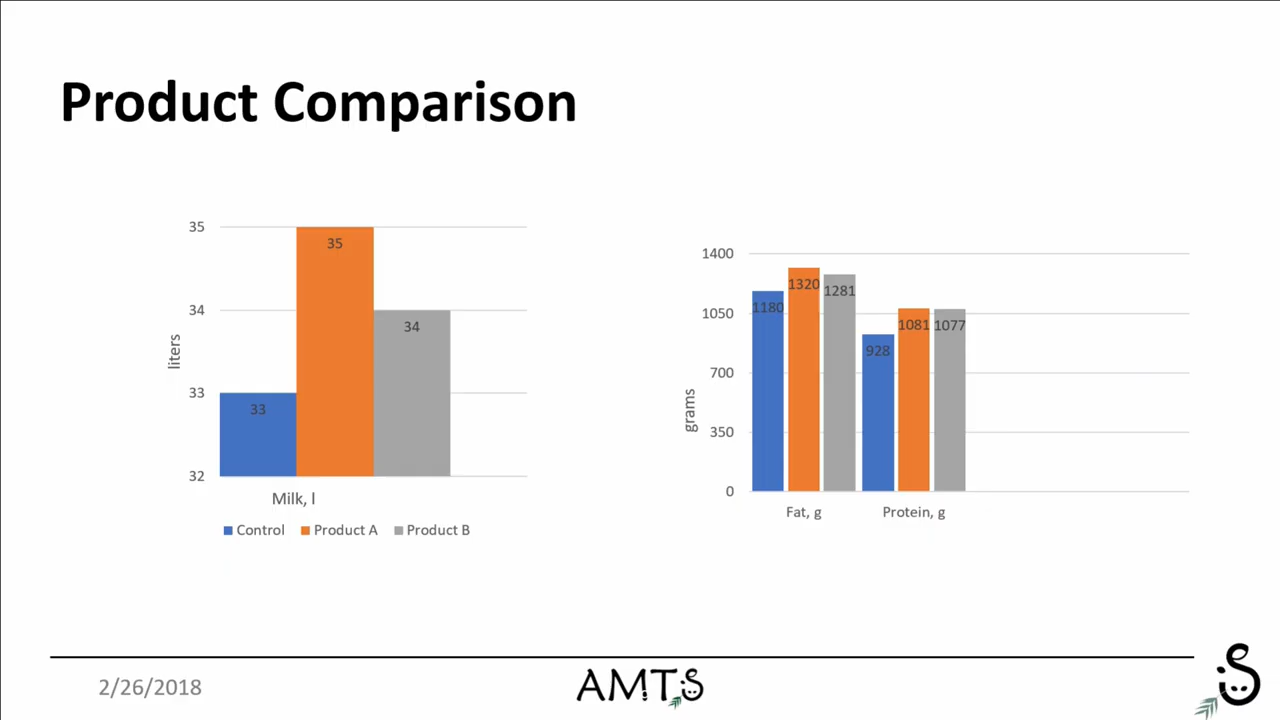 Product Comparison
35
34
33
32
liters
33
35
34
Milk, l
Control Product A Product B
1400
1050
700
350
0
grams
1180 1320 1281 928 1081 1077
Fat, g Protein, g
2/26/2018
AMTS
S